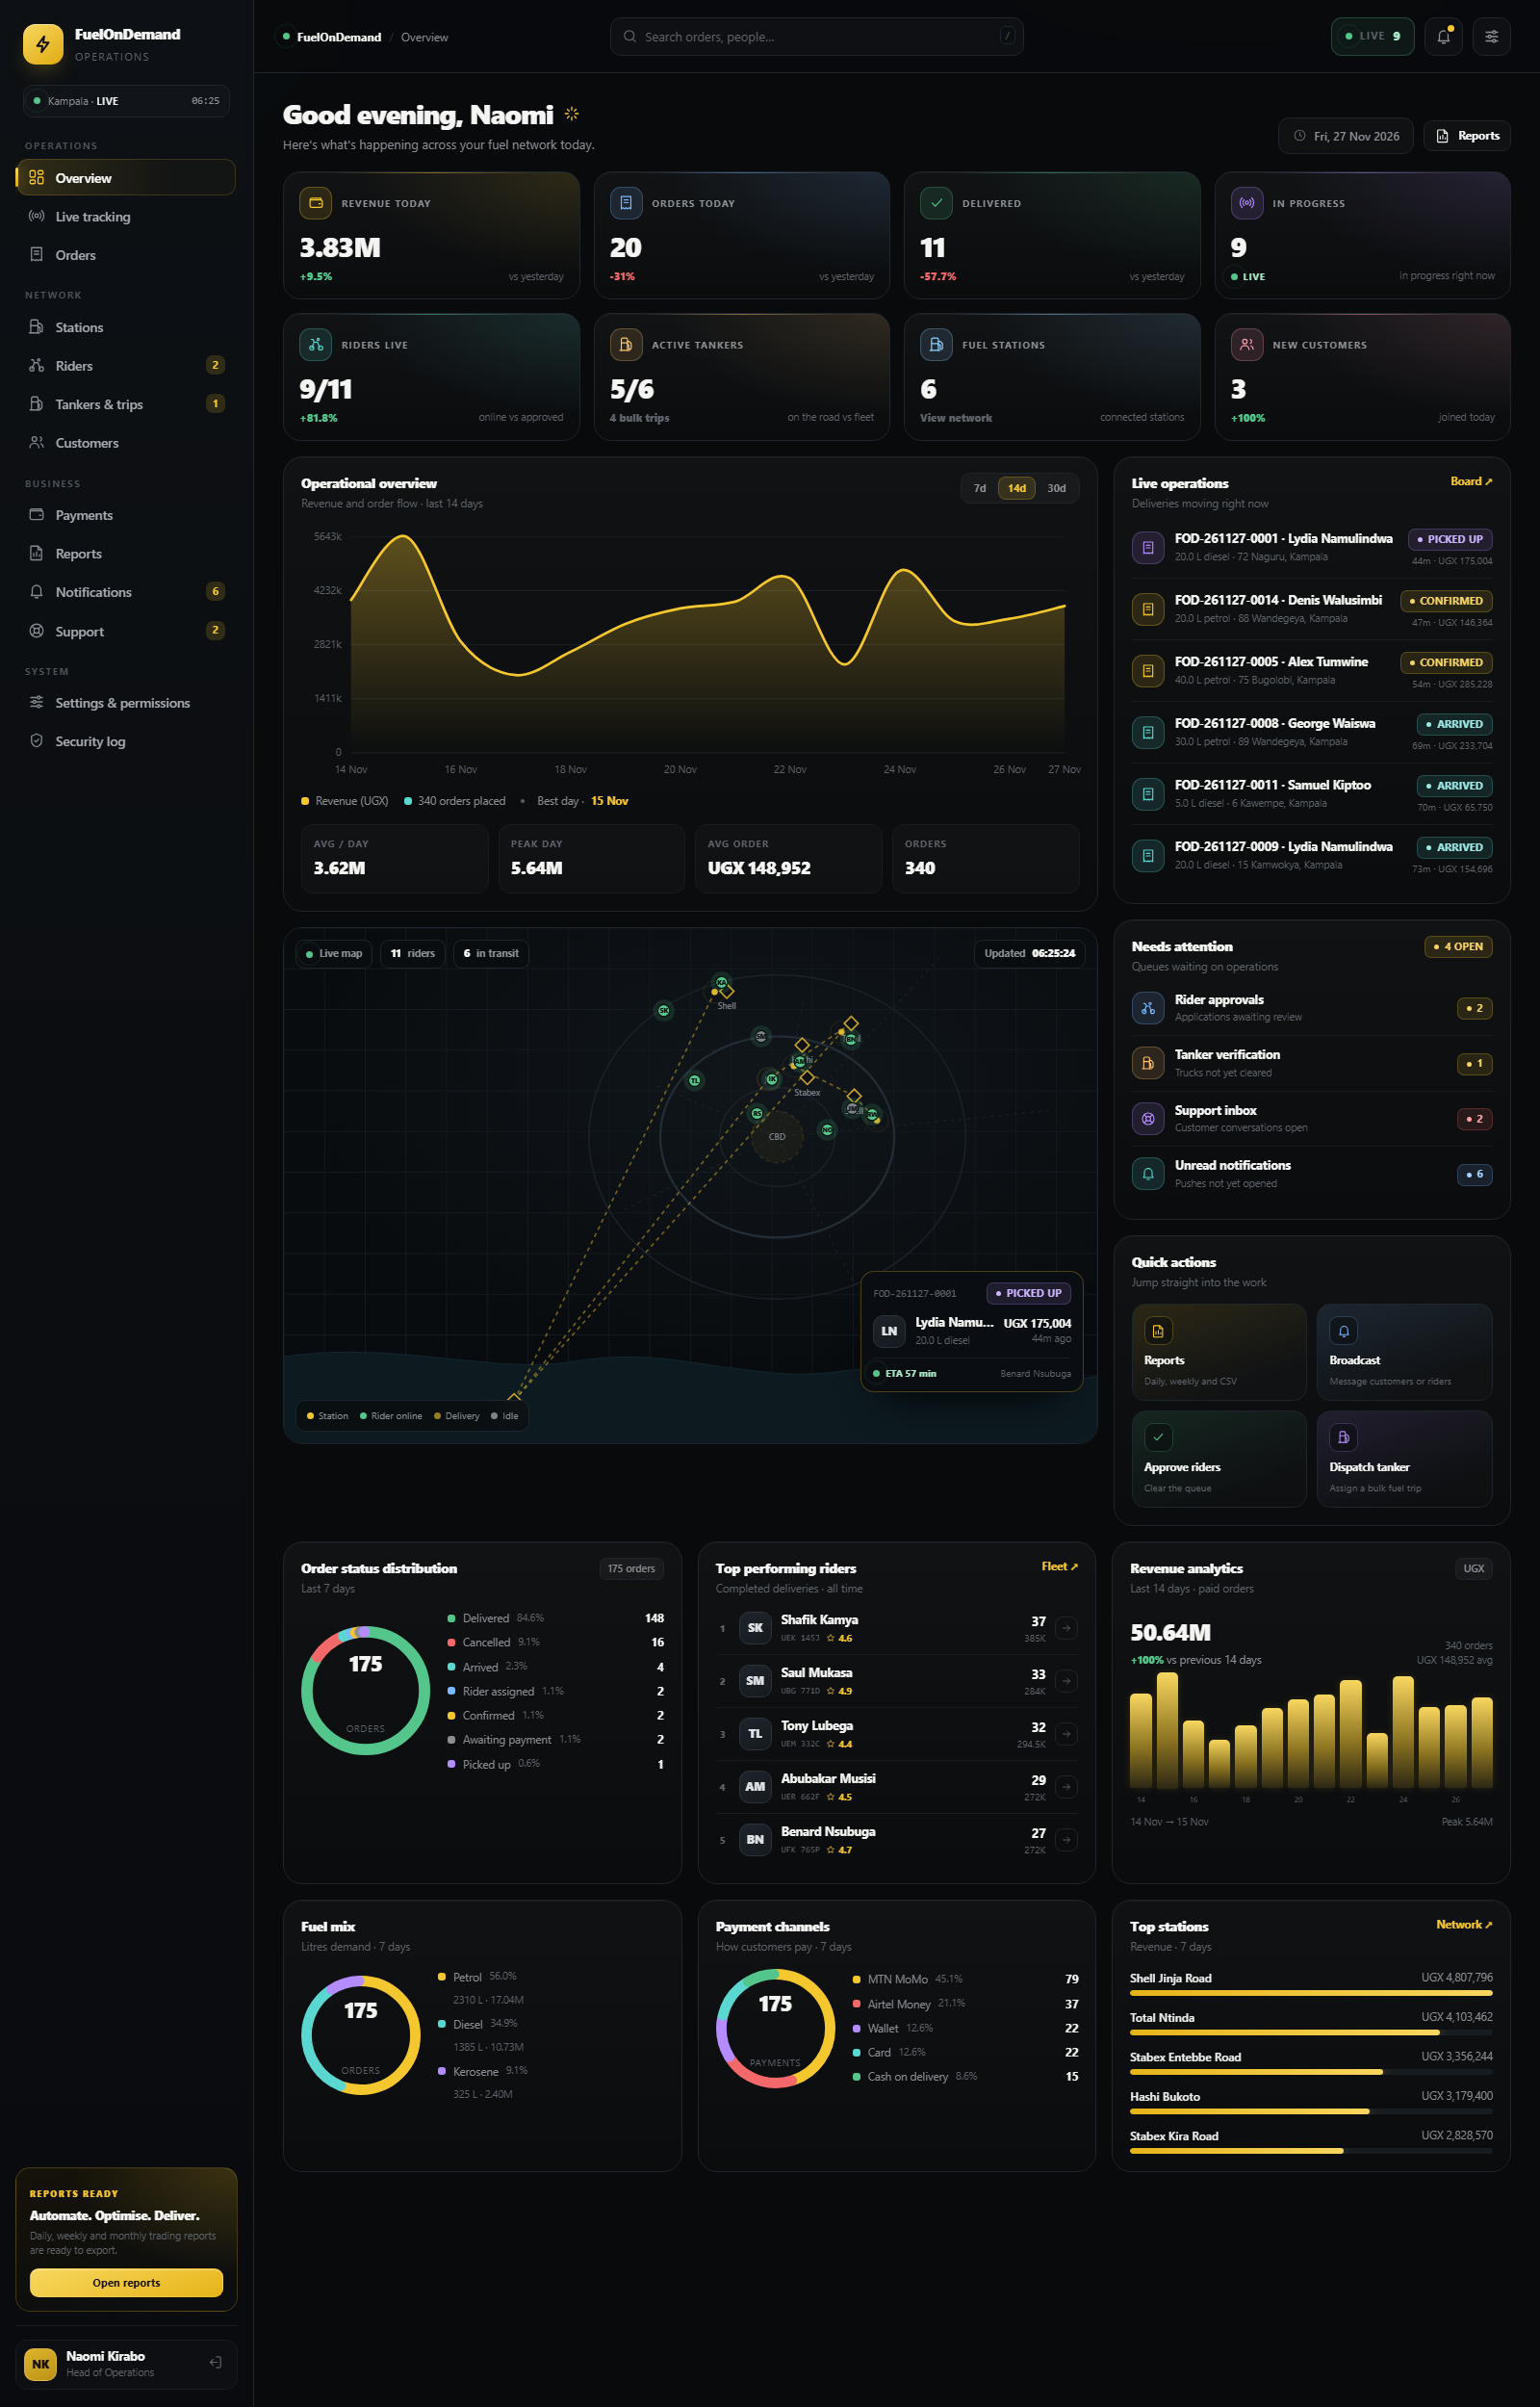 FuelOnDemand
OPERATIONS
Kampala · LIVE 06:25
OPERATIONS
Overview
Live tracking
Orders
NETWORK
Stations
Riders 2
Tankers & trips 1
Customers
BUSINESS
Payments
Reports
Notifications 6
Support 2
SYSTEM
Settings & permissions
Security log
REPORTS READY
Automate. Optimise. Deliver.
Daily, weekly and monthly trading reports
are ready to export.
Open reports
NK
Naomi Kirabo
Head of Operations
FuelOnDemand / Overview
Search orders, people... /
LIVE 9
Good evening, Naomi
Here's what's happening across your fuel network today.
Fri, 27 Nov 2026
Reports
REVENUE TODAY
3.83M
+9.5% vs yesterday
ORDERS TODAY
20
-31% vs yesterday
DELIVERED
11
-57.7% vs yesterday
IN PROGRESS
9
LIVE in progress right now
RIDERS LIVE
9/11
+81.8% online vs approved
ACTIVE TANKERS
5/6
4 bulk trips on the road vs fleet
FUEL STATIONS
6
View network connected stations
NEW CUSTOMERS
3
+100% joined today
Operational overview
Revenue and order flow · last 14 days
7d 14d 30d
5643k
4232k
2821k
1411k
0
14 Nov 16 Nov 18 Nov 20 Nov 22 Nov 24 Nov 26 Nov 27 Nov
Revenue (UGX) 340 orders placed • Best day · 15 Nov
AVG / DAY
3.62M
PEAK DAY
5.64M
AVG ORDER
UGX 148,952
ORDERS
340
Live operations
Board ↗
Deliveries moving right now
FOD-261127-0001 · Lydia Namulindwa PICKED UP
20.0 L diesel · 72 Naguru, Kampala 44m · UGX 175,004
FOD-261127-0014 · Denis Walusimbi CONFIRMED
20.0 L petrol · 88 Wandegeya, Kampala 47m · UGX 146,364
FOD-261127-0005 · Alex Tumwine CONFIRMED
40.0 L petrol · 75 Bugolobi, Kampala 54m · UGX 285,228
FOD-261127-0008 · George Waiswa ARRIVED
30.0 L petrol · 89 Wandegeya, Kampala 69m · UGX 233,704
FOD-261127-0011 · Samuel Kiptoo ARRIVED
5.0 L diesel · 6 Kawempe, Kampala 70m · UGX 65,750
FOD-261127-0009 · Lydia Namulindwa ARRIVED
20.0 L diesel · 15 Kamwokya, Kampala 73m · UGX 154,696
Live map
11 riders
6 in transit
Updated 06:25:24
Shell
SK
TL
Stabex
CBD
FOD-261127-0001 PICKED UP
LN
Lydia Namu... UGX 175,004
20.0 L diesel 44m ago
ETA 57 min Benard Nsubuga
Station Rider online Delivery Idle
Needs attention
4 OPEN
Queues waiting on operations
Rider approvals 2
Applications awaiting review
Tanker verification 1
Trucks not yet cleared
Support inbox 2
Customer conversations open
Unread notifications 6
Pushes not yet opened
Quick actions
Jump straight into the work
Reports
Daily, weekly and CSV
Broadcast
Message customers or riders
Approve riders
Clear the queue
Dispatch tanker
Assign a bulk fuel trip
Order status distribution
175 orders
Last 7 days
175
ORDERS
Delivered 84.6% 148
Cancelled 9.1% 16
Arrived 2.3% 4
Rider assigned 1.1% 2
Confirmed 1.1% 2
Awaiting payment 1.1% 2
Picked up 0.6% 1
Top performing riders
Fleet ↗
Completed deliveries · all time
1 SK Shafik Kamya 37
UEK 145J 4.6 385K
2 SM Saul Mukasa 33
UBG 771D 4.9 284K
3 TL Tony Lubega 32
UEM 332C 4.4 294.5K
4 AM Abubakar Musisi 29
UER 662F 4.5 272K
5 BN Benard Nsubuga 27
UFK 765P 4.7 272K
Revenue analytics
UGX
Last 14 days · paid orders
50.64M
+100% vs previous 14 days
340 orders
UGX 148,952 avg
14 16 18 20 22 24 26
14 Nov → 15 Nov Peak 5.64M
Fuel mix
Litres demand · 7 days
175
ORDERS
Petrol 56.0%
2310 L · 17.04M
Diesel 34.9%
1385 L · 10.73M
Kerosene 9.1%
325 L · 2.40M
Payment channels
How customers pay · 7 days
175
PAYMENTS
MTN MoMo 45.1% 79
Airtel Money 21.1% 37
Wallet 12.6% 22
Card 12.6% 22
Cash on delivery 8.6% 15
Top stations
Network ↗
Revenue · 7 days
Shell Jinja Road UGX 4,807,796
Total Ntinda UGX 4,103,462
Stabex Entebbe Road UGX 3,356,244
Hashi Bukoto UGX 3,179,400
Stabex Kira Road UGX 2,828,570